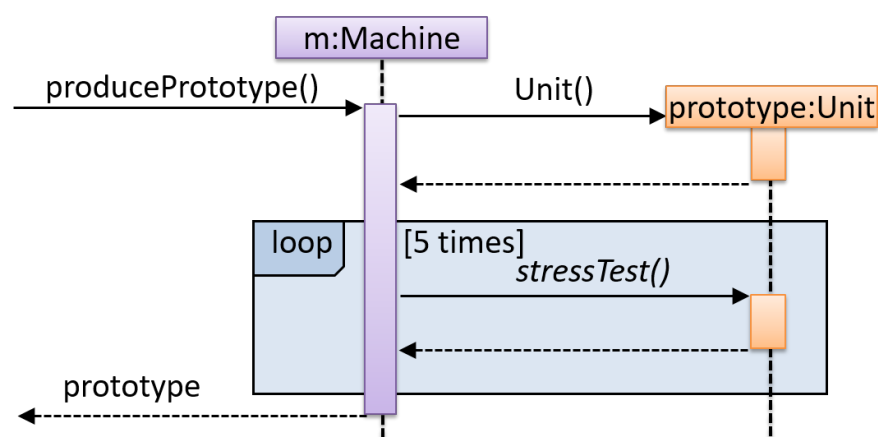 m:Machine
producePrototype()
Unit()
prototype:Unit
loop
[5 times]
stressTest()
prototype